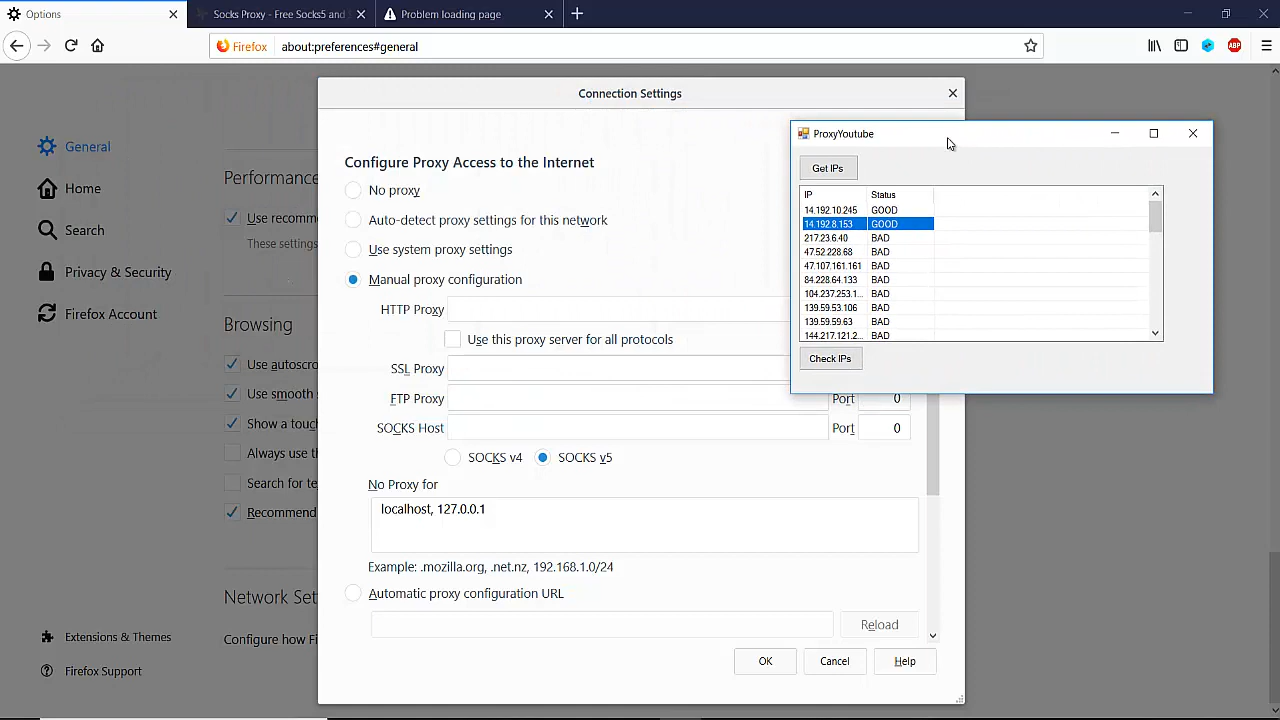 Options
Socks Proxy - Free Socks5 and
Problem loading page
Firefox
about:preferences#general
ABP
Connection Settings
ProxyYoutube
General
Home
Search
Privacy & Security
Firefox Account
Extensions & Themes
Firefox Support
Performance
Use recomm
These settings
Browsing
Use autoscro
Use smooth s
Show a touch
Always use th
Search for te
Recommend
Network Set
Configure how Fi
Configure Proxy Access to the Internet
No proxy
Auto-detect proxy settings for this network
Use system proxy settings
Manual proxy configuration
HTTP Proxy
Use this proxy server for all protocols
SSL Proxy
FTP Proxy
Port 0
SOCKS Host
Port 0
SOCKS v4 SOCKS v5
No Proxy for
localhost, 127.0.0.1
Example: .mozilla.org, .net.nz, 192.168.1.0/24
Automatic proxy configuration URL
Reload
OK Cancel Help
Get IPs
IP Status
14.192.10.245 GOOD
14.192.8.153 GOOD
217.23.6.40 BAD
47.52.228.68 BAD
47.107.161.161 BAD
84.228.64.133 BAD
104.237.253.1... BAD
139.59.53.106 BAD
139.59.59.63 BAD
144.217.121.2... BAD
Check IPs